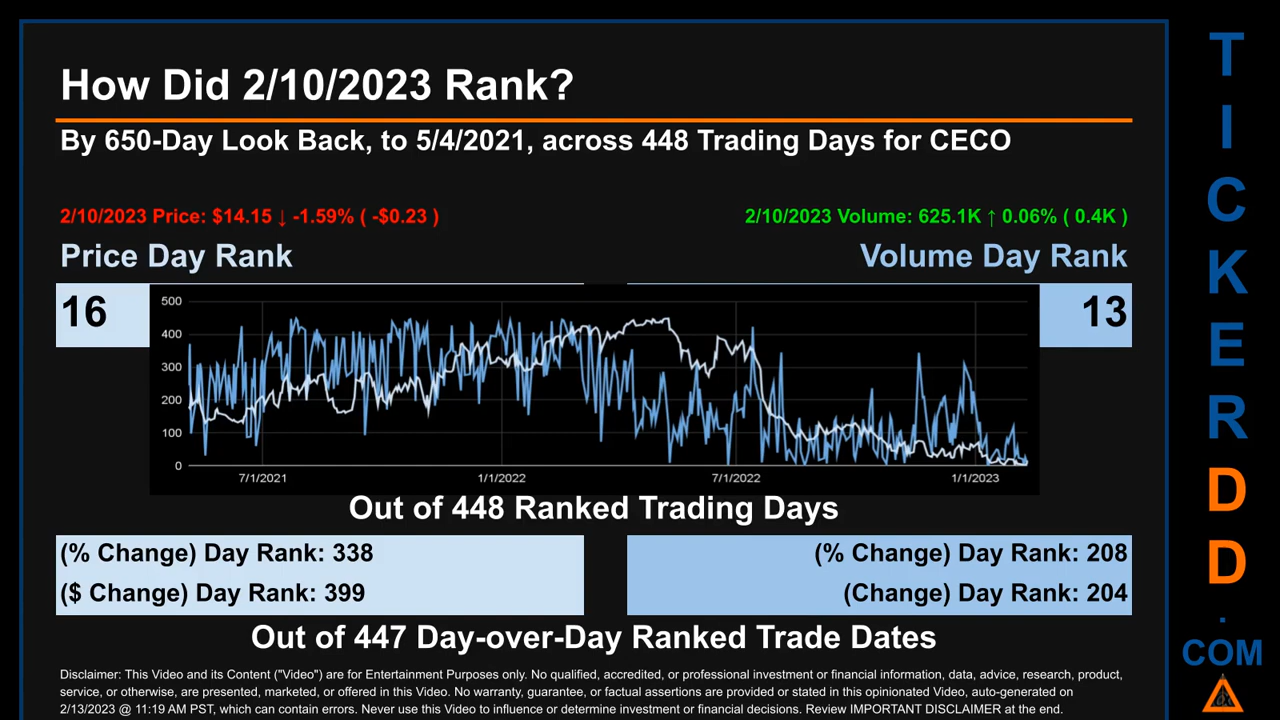 How Did 2/10/2023 Rank?
By 650-Day Look Back, to 5/4/2021, across 448 Trading Days for CECO
2/10/2023 Price: $14.15 ↓ -1.59% ( -$0.23 )
2/10/2023 Volume: 625.1K ↑ 0.06% ( 0.4K )
Price Day Rank
Volume Day Rank
16
13
500
400
300
200
100
0
7/1/2021
1/1/2022
7/1/2022
1/1/2023
Out of 448 Ranked Trading Days
(% Change) Day Rank: 338
($ Change) Day Rank: 399
(% Change) Day Rank: 208
(Change) Day Rank: 204
Out of 447 Day-over-Day Ranked Trade Dates
Disclaimer: This Video and its Content ("Video") are for Entertainment Purposes only. No qualified, accredited, or professional investment or financial information, data, advice, research, product,
service, or otherwise, are presented, marketed, or offered in this Video. No warranty, guarantee, or factual assertions are provided or stated in this opinionated Video, auto-generated on
2/13/2023 @ 11:19 AM PST, which can contain errors. Never use this Video to influence or determine investment or financial decisions. Review IMPORTANT DISCLAIMER at the end.
T
I
C
K
E
R
D
D
.
COM